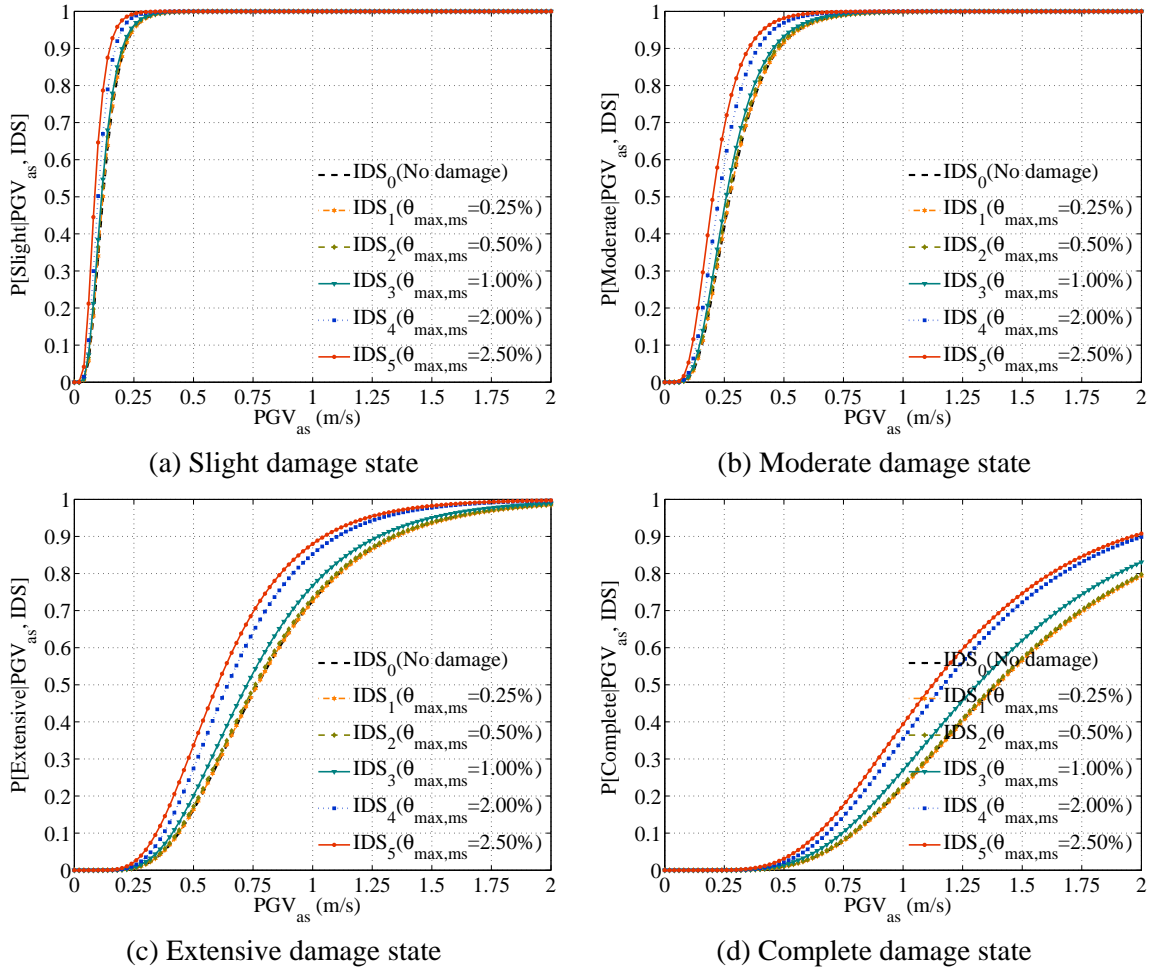 1
0.9
0.8
0.7
0.6
0.5
0.4
0.3
0.2
0.1
0
P[Slight|PGV_as, IDS]
IDS_0(No damage)
IDS_1(θ_max,ms=0.25%)
IDS_2(θ_max,ms=0.50%)
IDS_3(θ_max,ms=1.00%)
IDS_4(θ_max,ms=2.00%)
IDS_5(θ_max,ms=2.50%)
0 0.25 0.5 0.75 1 1.25 1.5 1.75 2
PGV_as (m/s)
(a) Slight damage state
1
0.9
0.8
0.7
0.6
0.5
0.4
0.3
0.2
0.1
0
P[Moderate|PGV_as, IDS]
IDS_0(No damage)
IDS_1(θ_max,ms=0.25%)
IDS_2(θ_max,ms=0.50%)
IDS_3(θ_max,ms=1.00%)
IDS_4(θ_max,ms=2.00%)
IDS_5(θ_max,ms=2.50%)
0 0.25 0.5 0.75 1 1.25 1.5 1.75 2
PGV_as (m/s)
(b) Moderate damage state
1
0.9
0.8
0.7
0.6
0.5
0.4
0.3
0.2
0.1
0
P[Extensive|PGV_as, IDS]
IDS_0(No damage)
IDS_1(θ_max,ms=0.25%)
IDS_2(θ_max,ms=0.50%)
IDS_3(θ_max,ms=1.00%)
IDS_4(θ_max,ms=2.00%)
IDS_5(θ_max,ms=2.50%)
0 0.25 0.5 0.75 1 1.25 1.5 1.75 2
PGV_as (m/s)
(c) Extensive damage state
1
0.9
0.8
0.7
0.6
0.5
0.4
0.3
0.2
0.1
0
P[Complete|PGV_as, IDS]
IDS_0(No damage)
IDS_1(θ_max,ms=0.25%)
IDS_2(θ_max,ms=0.50%)
IDS_3(θ_max,ms=1.00%)
IDS_4(θ_max,ms=2.00%)
IDS_5(θ_max,ms=2.50%)
0 0.25 0.5 0.75 1 1.25 1.5 1.75 2
PGV_as (m/s)
(d) Complete damage state